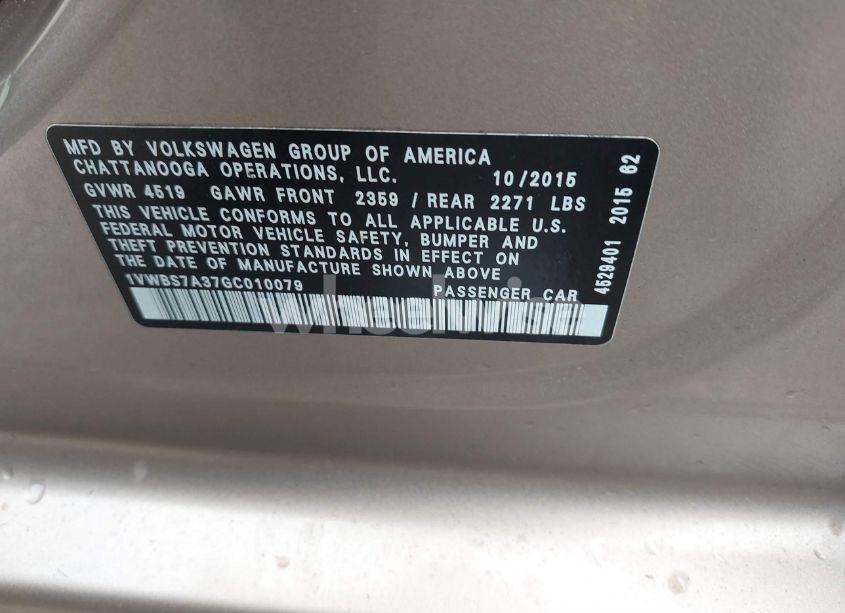 MFD BY VOLKSWAGEN GROUP OF AMERICA
CHATTANOOGA OPERATIONS, LLC. 10/2015
GVWR 4519 GAWR FRONT 2359 / REAR 2271 LBS
THIS VEHICLE CONFORMS TO ALL APPLICABLE U.S.
FEDERAL MOTOR VEHICLE SAFETY, BUMPER AND
THEFT PREVENTION STANDARDS IN EFFECT ON
THE DATE OF MANUFACTURE SHOWN ABOVE
1VWBS7A37GC010079 PASSENGER CAR
4529401 2015 62
wheelwise